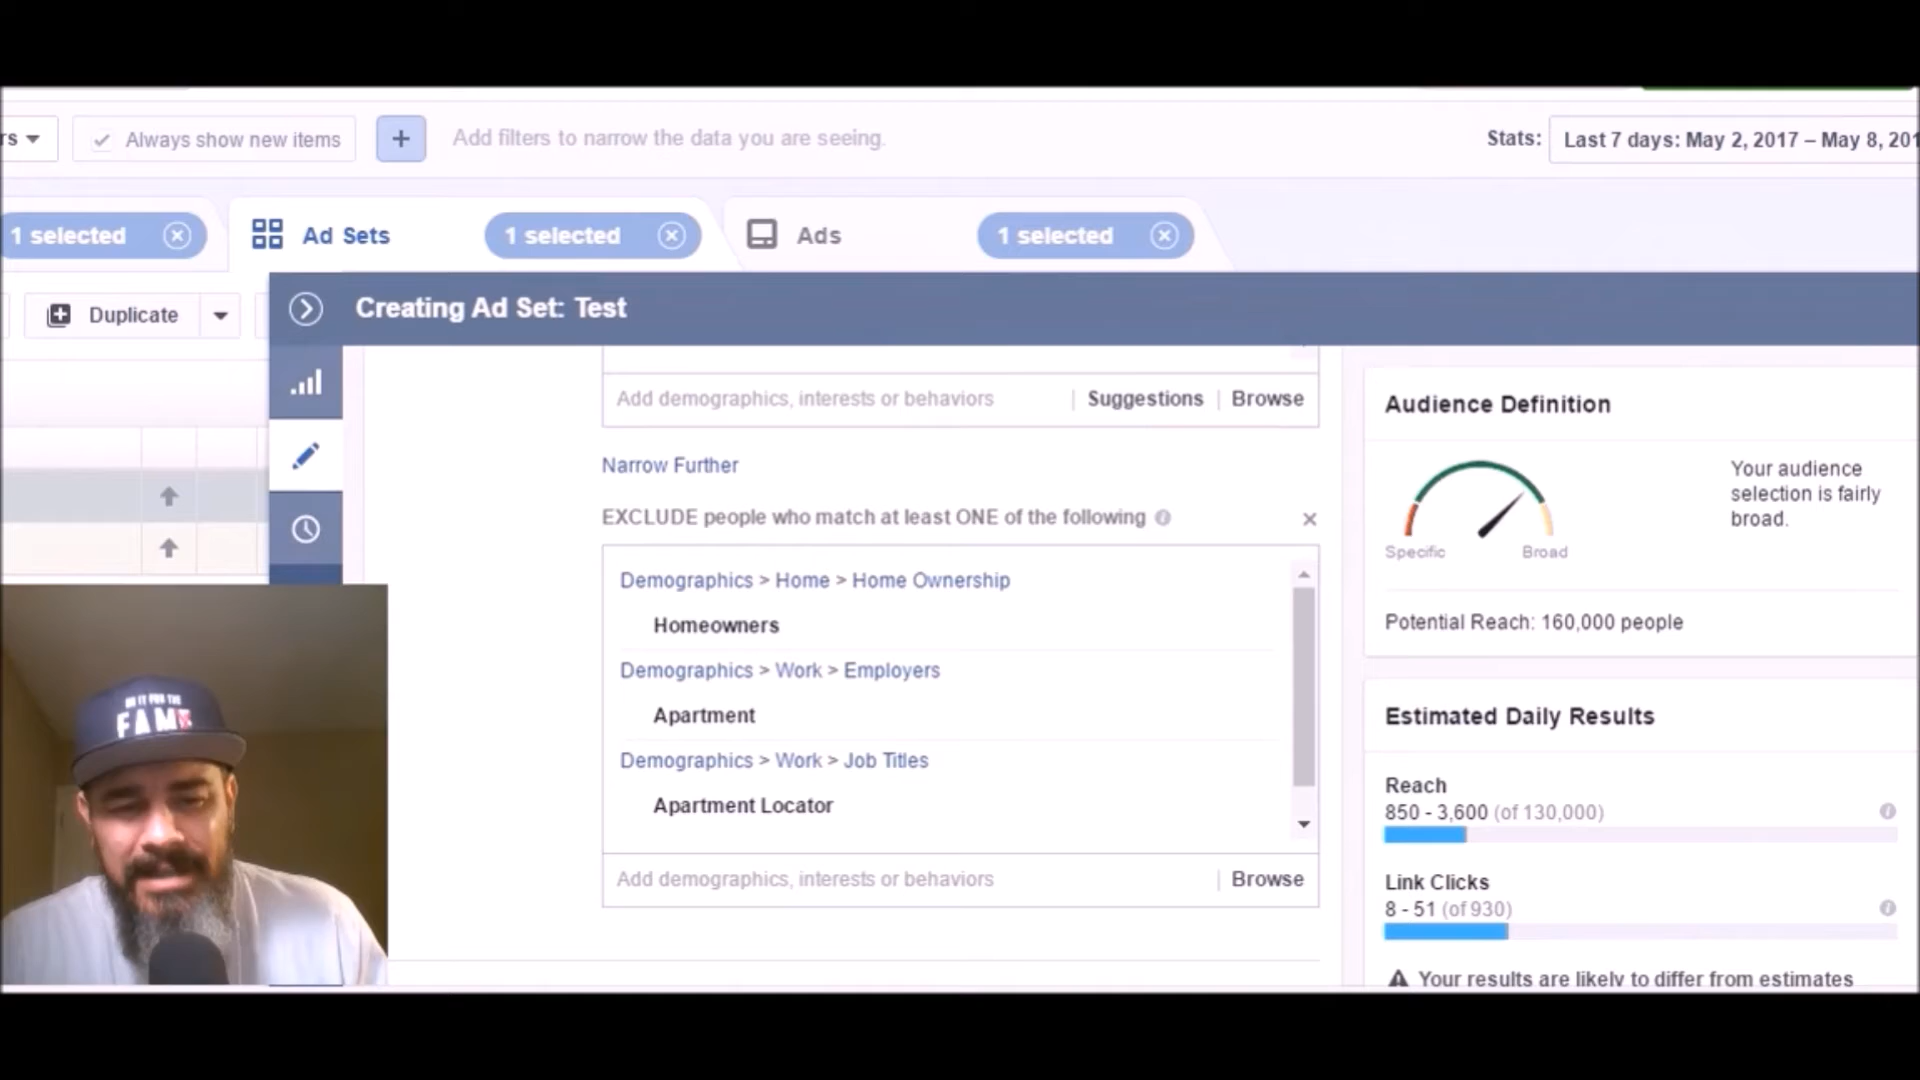 rs
Always show new items
+
Add filters to narrow the data you are seeing.
Stats:
Last 7 days: May 2, 2017 – May 8, 201
1 selected
Ad Sets
1 selected
Ads
1 selected
Duplicate
Creating Ad Set: Test
Add demographics, interests or behaviors | Suggestions | Browse
Narrow Further
EXCLUDE people who match at least ONE of the following
Demographics > Home > Home Ownership
Homeowners
Demographics > Work > Employers
Apartment
Demographics > Work > Job Titles
Apartment Locator
Add demographics, interests or behaviors | Browse
Audience Definition
Your audience
selection is fairly
broad.
Specific
Broad
Potential Reach: 160,000 people
Estimated Daily Results
Reach
850 - 3,600 (of 130,000)
Link Clicks
8 - 51 (of 930)
Your results are likely to differ from estimates
IT FOR THE
FAM